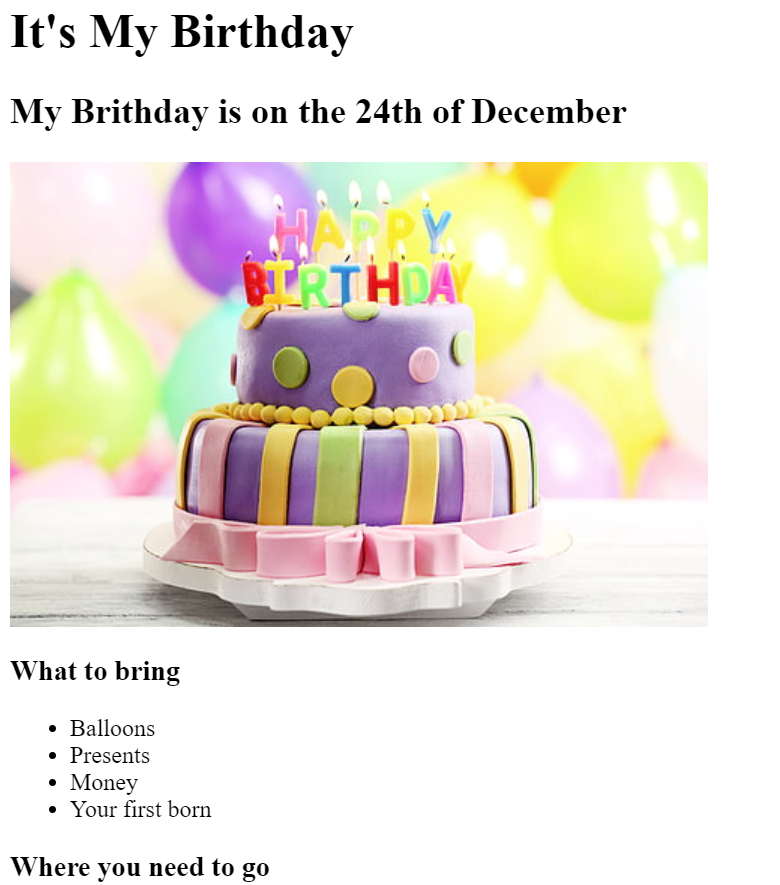 It's My Birthday
My Brithday is on the 24th of December
HAPPY
BIRTHDAY
What to bring
Balloons
Presents
Money
Your first born
Where you need to go